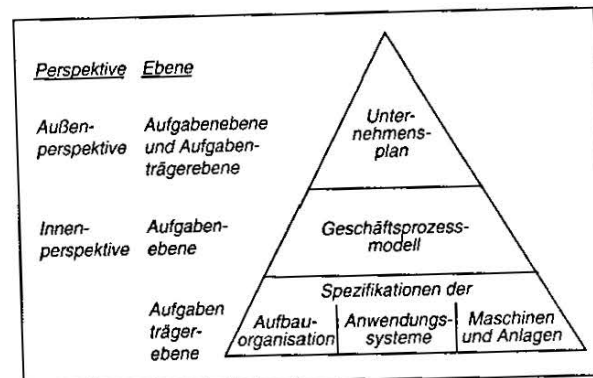 Perspektive Ebene
Außen-
perspektive
Aufgabenebene
und Aufgaben-
trägerebene
Unter-
nehmens-
plan
Innen-
perspektive
Aufgaben-
ebene
Geschäftsprozess-
modell
Aufgaben
träger-
ebene
Spezifikationen der
Aufbau-
organisation
Anwendungs-
systeme
Maschinen
und Anlagen